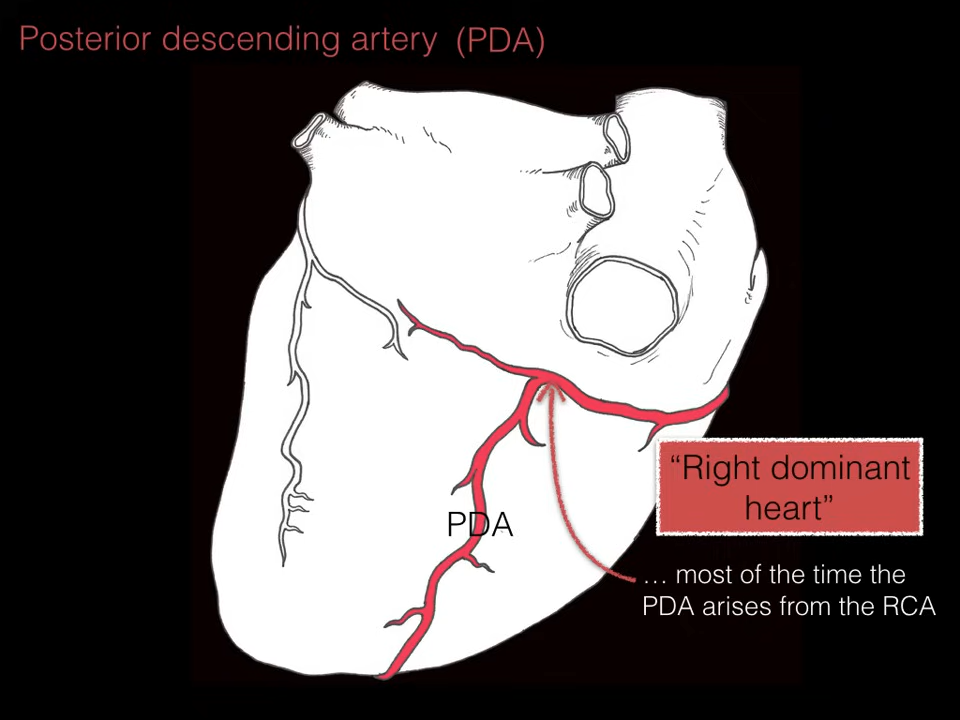 Posterior descending artery (PDA)
“Right dominant
heart”
PDA
… most of the time the
PDA arises from the RCA